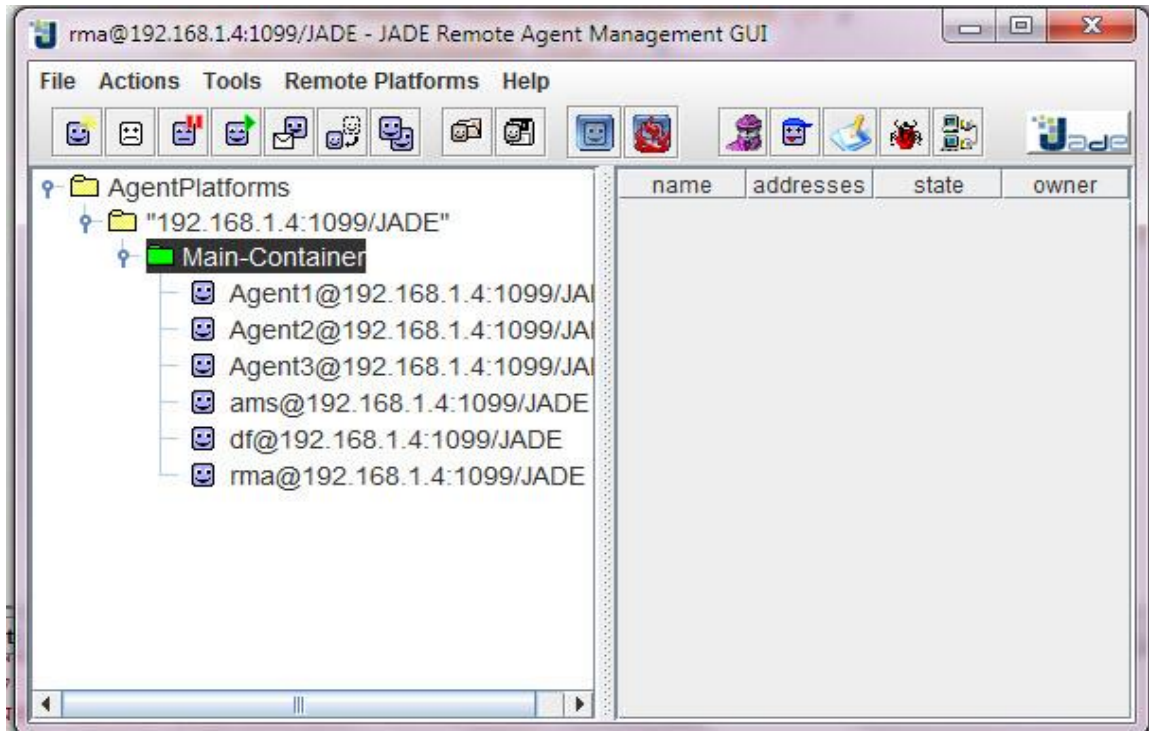 rma@192.168.1.4:1099/JADE - JADE Remote Agent Management GUI
File Actions Tools Remote Platforms Help
Jade
AgentPlatforms
"192.168.1.4:1099/JADE"
Main-Container
Agent1@192.168.1.4:1099/JA
Agent2@192.168.1.4:1099/JA
Agent3@192.168.1.4:1099/JA
ams@192.168.1.4:1099/JADE
df@192.168.1.4:1099/JADE
rma@192.168.1.4:1099/JADE
name addresses state owner